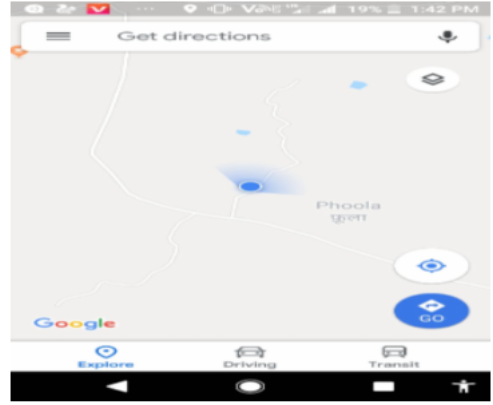 19% 1:42 PM
Get directions
Phoola
फूला
GO
Google
Explore Driving Transit